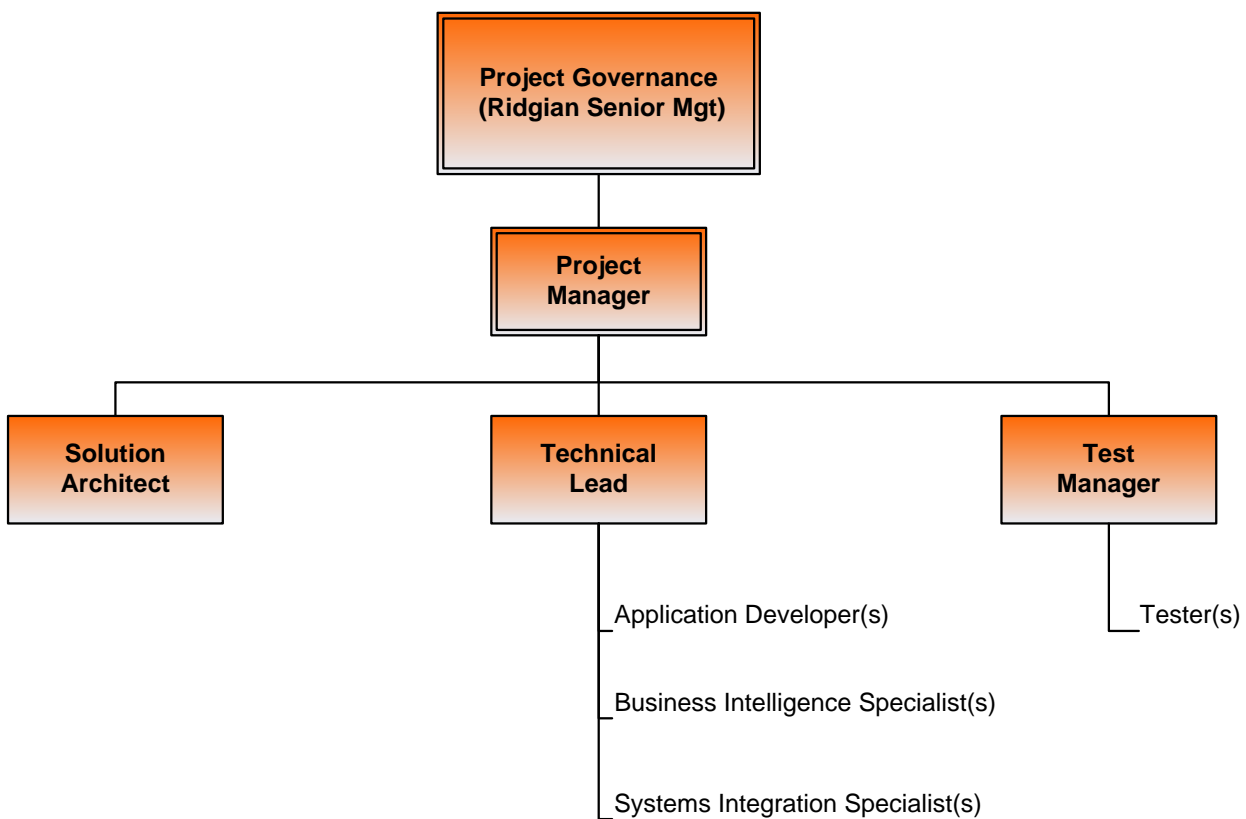 Project Governance
(Ridgian Senior Mgt)
Project
Manager
Solution
Architect
Technical
Lead
Test
Manager
Application Developer(s)
Tester(s)
Business Intelligence Specialist(s)
Systems Integration Specialist(s)